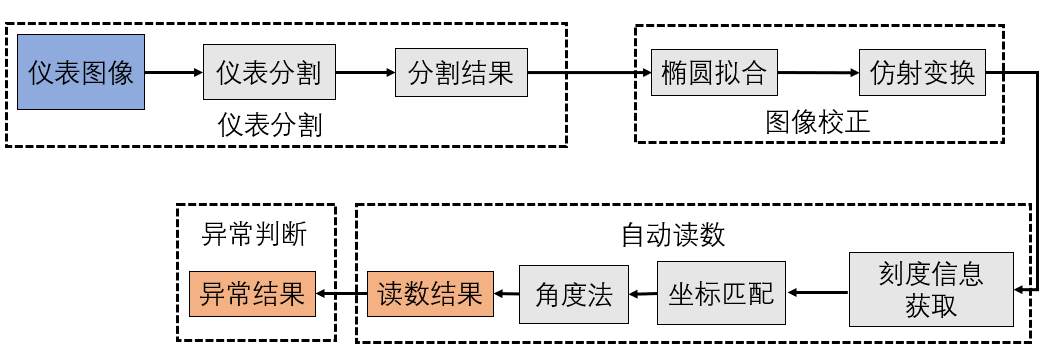 仪表图像
仪表分割
分割结果
仪表分割
椭圆拟合
仿射变换
图像校正
异常判断
异常结果
自动读数
读数结果
角度法
坐标匹配
刻度信息
获取